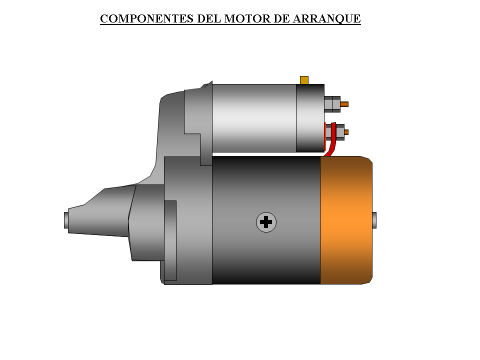 COMPONENTES DEL MOTOR DE ARRANQUE